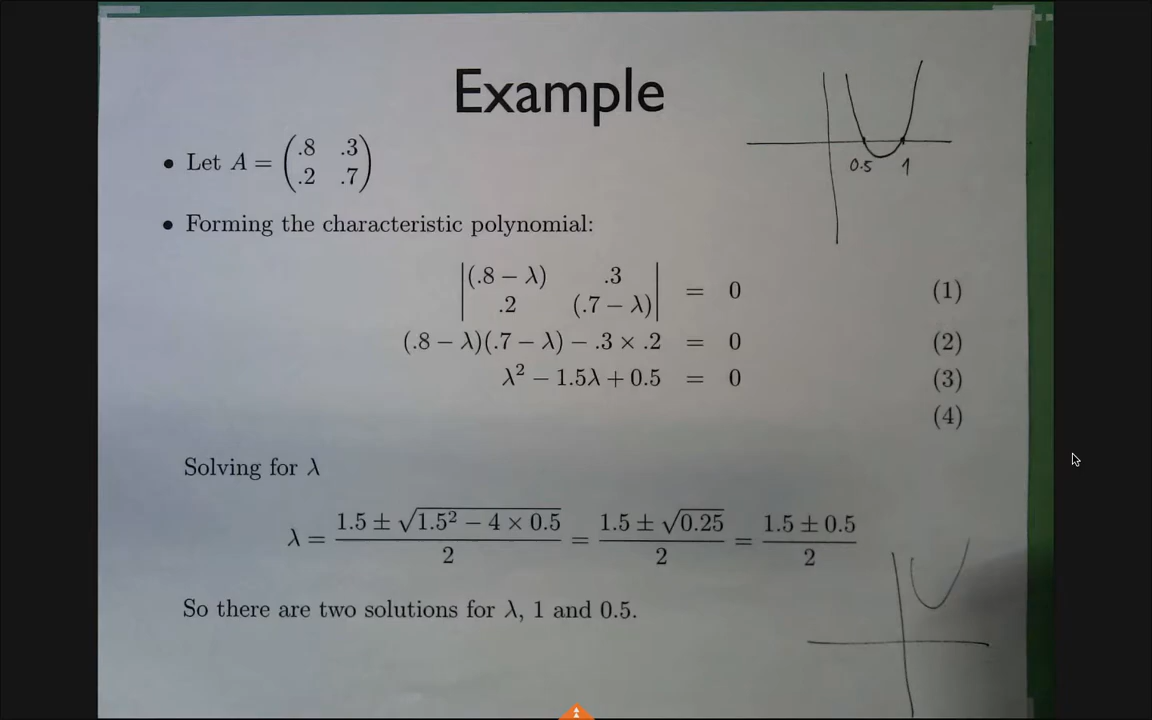 Example
• Let A = (.8 .3
.2 .7)
0.5 1
• Forming the characteristic polynomial:
|(.8 − λ) .3
.2 (.7 − λ)| = 0 (1)
(.8 − λ)(.7 − λ) − .3 × .2 = 0 (2)
λ² − 1.5λ + 0.5 = 0 (3)
(4)
Solving for λ
λ = (1.5 ± √(1.5² − 4 × 0.5))/2 = (1.5 ± √0.25)/2 = (1.5 ± 0.5)/2
So there are two solutions for λ, 1 and 0.5.